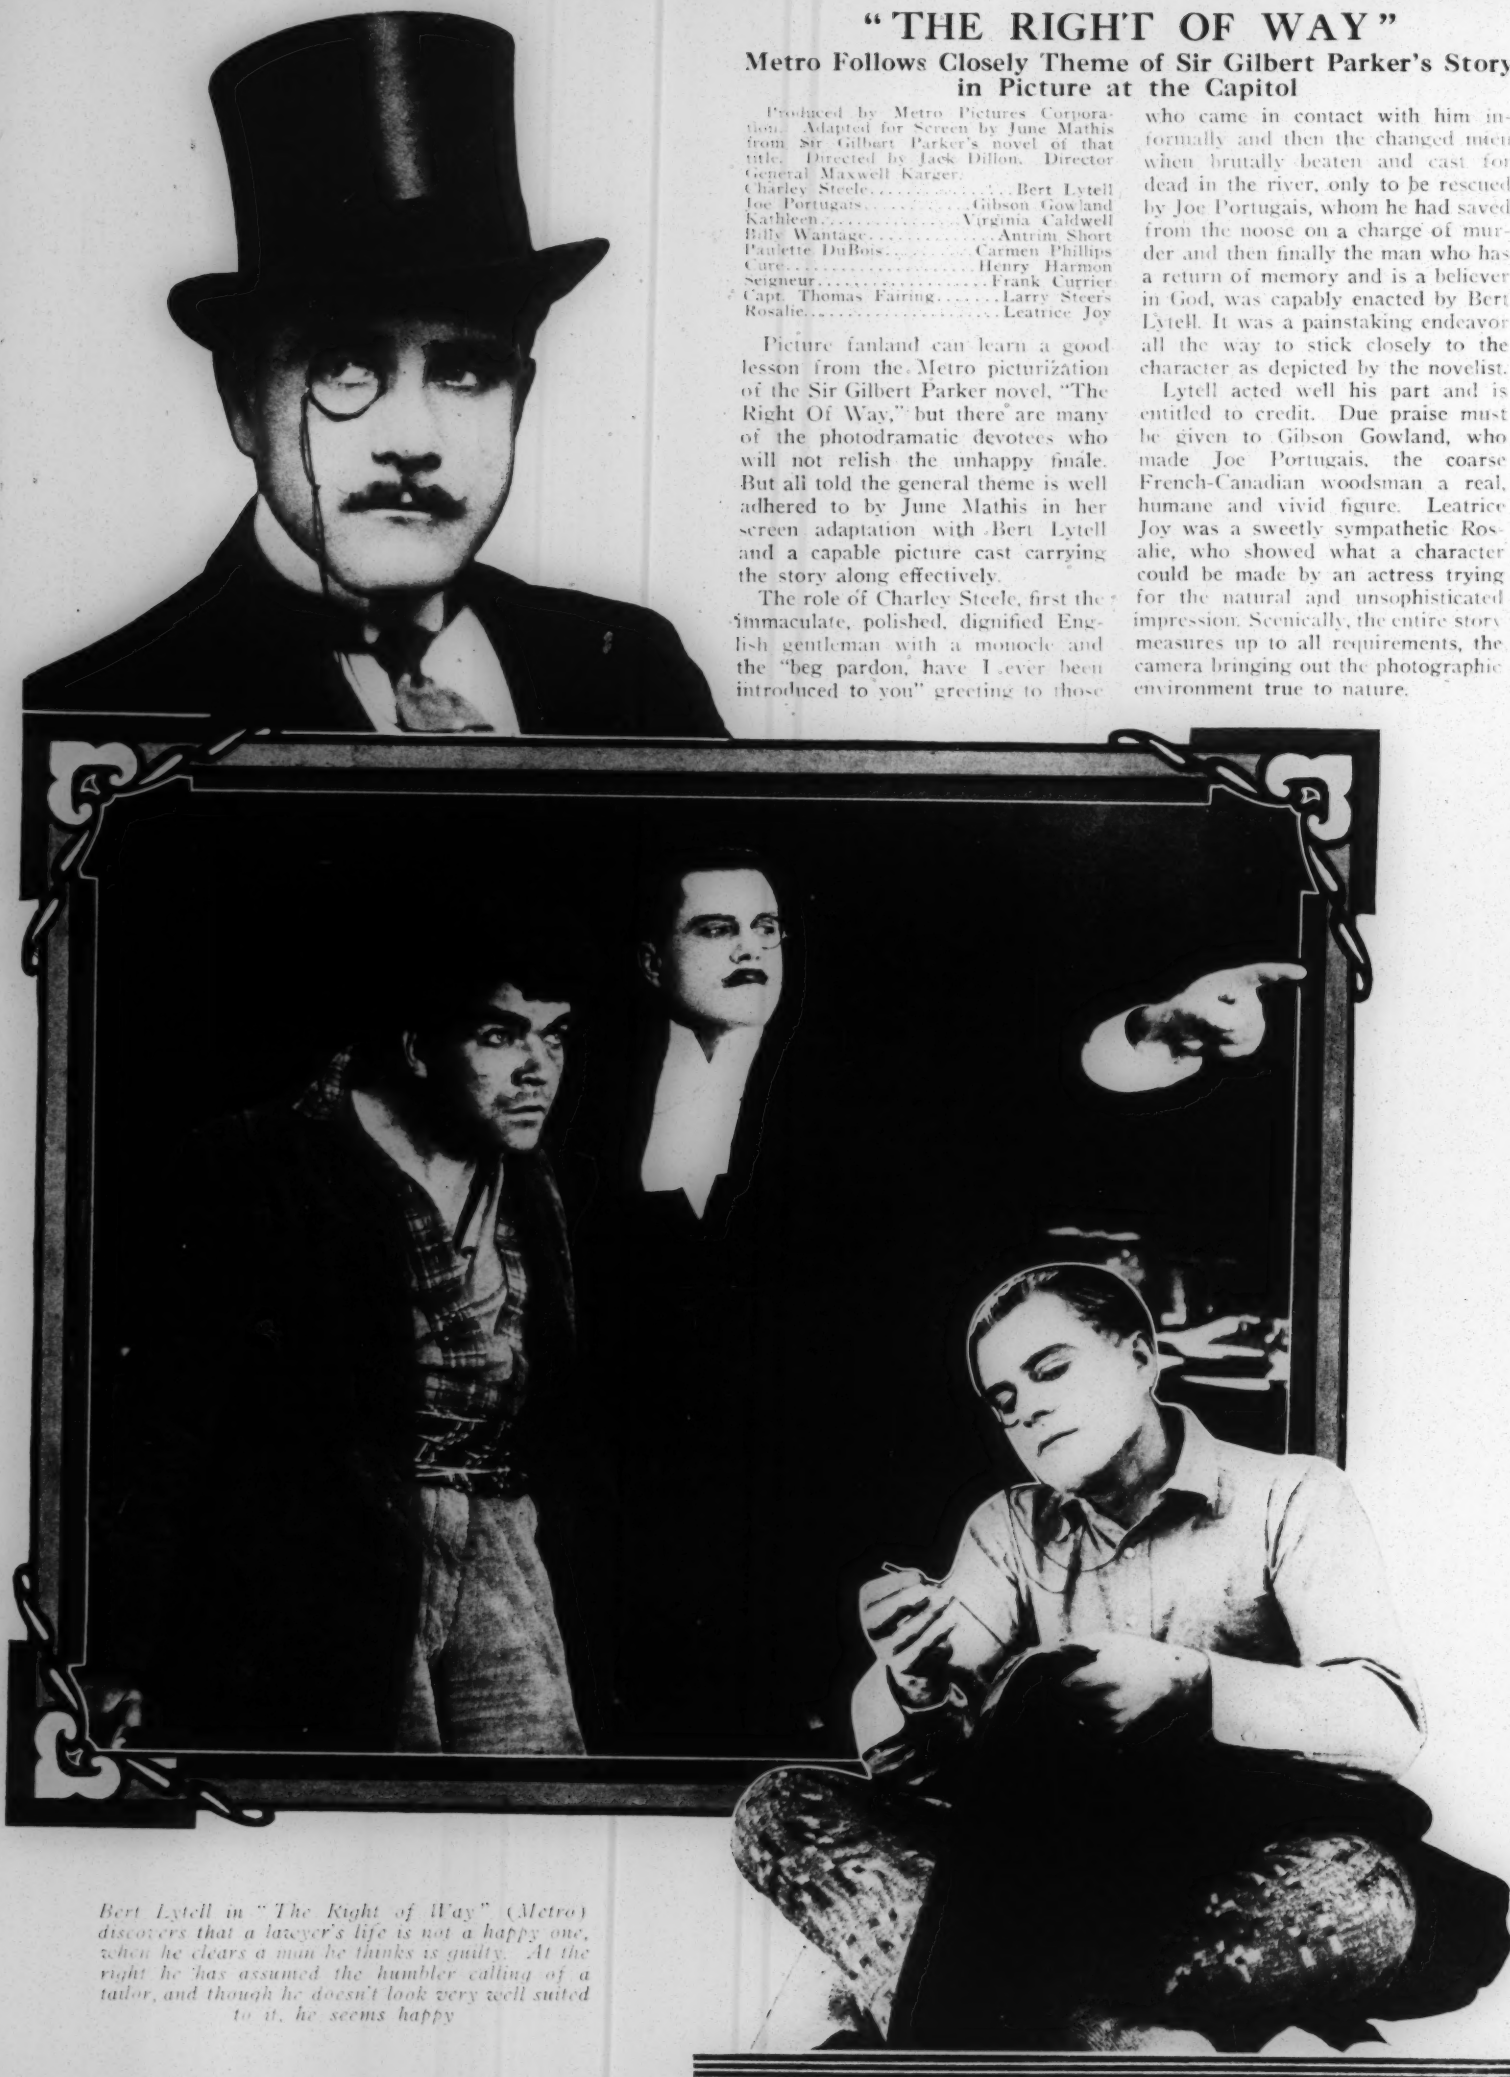 “THE RIGHT OF WAY”
Metro Follows Closely Theme of Sir Gilbert Parker's Story
in Picture at the Capitol
Produced by Metro Pictures Corpora-
tion. Adapted for Screen by June Mathis
from Sir Gilbert Parker's novel of that
title. Directed by Jack Dillon. Director
General Maxwell Karger.
Charley Steele..............Bert Lytell
Joe Portugais...........Gibson Gowland
Kathleen..............Virginia Caldwell
Billy Wantage.............Antrim Short
Paulette DuBois.........Carmen Phillips
Cure....................Henry Harmon
Seigneur..................Frank Currier
Capt. Thomas Fairing.......Larry Steers
Rosalie....................Leatrice Joy
Picture fanland can learn a good
lesson from the Metro picturization
of the Sir Gilbert Parker novel, “The
Right Of Way,” but there are many
of the photodramatic devotees who
will not relish the unhappy finale.
But all told the general theme is well
adhered to by June Mathis in her
screen adaptation with Bert Lytell
and a capable picture cast carrying
the story along effectively.
The role of Charley Steele, first the
immaculate, polished, dignified Eng-
lish gentleman with a monocle and
the “beg pardon, have I ever been
introduced to you” greeting to those
who came in contact with him in-
formally and then the changed mien
when brutally beaten and cast for
dead in the river, only to be rescued
by Joe Portugais, whom he had saved
from the noose on a charge of mur-
der and then finally the man who has
a return of memory and is a believer
in God, was capably enacted by Bert
Lytell. It was a painstaking endeavor
all the way to stick closely to the
character as depicted by the novelist.
Lytell acted well his part and is
entitled to credit. Due praise must
be given to Gibson Gowland, who
made Joe Portugais, the coarse
French-Canadian woodsman a real,
humane and vivid figure. Leatrice
Joy was a sweetly sympathetic Ros-
alie, who showed what a character
could be made by an actress trying
for the natural and unsophisticated
impression. Scenically, the entire story
measures up to all requirements, the
camera bringing out the photographic
environment true to nature.
Bert Lytell in “The Right of Way” (Metro)
discovers that a lawyer's life is not a happy one,
when he clears a man he thinks is guilty. At the
right he has assumed the humbler calling of a
tailor, and though he doesn't look very well suited
to it, he seems happy